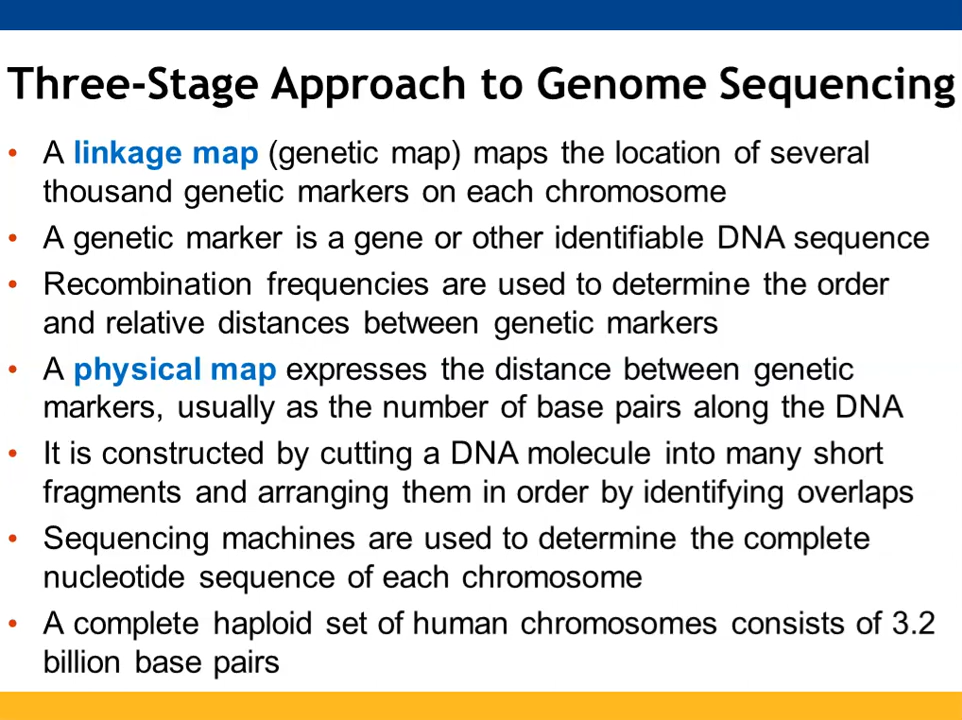 Three-Stage Approach to Genome Sequencing
• A linkage map (genetic map) maps the location of several
thousand genetic markers on each chromosome
• A genetic marker is a gene or other identifiable DNA sequence
• Recombination frequencies are used to determine the order
and relative distances between genetic markers
• A physical map expresses the distance between genetic
markers, usually as the number of base pairs along the DNA
• It is constructed by cutting a DNA molecule into many short
fragments and arranging them in order by identifying overlaps
• Sequencing machines are used to determine the complete
nucleotide sequence of each chromosome
• A complete haploid set of human chromosomes consists of 3.2
billion base pairs